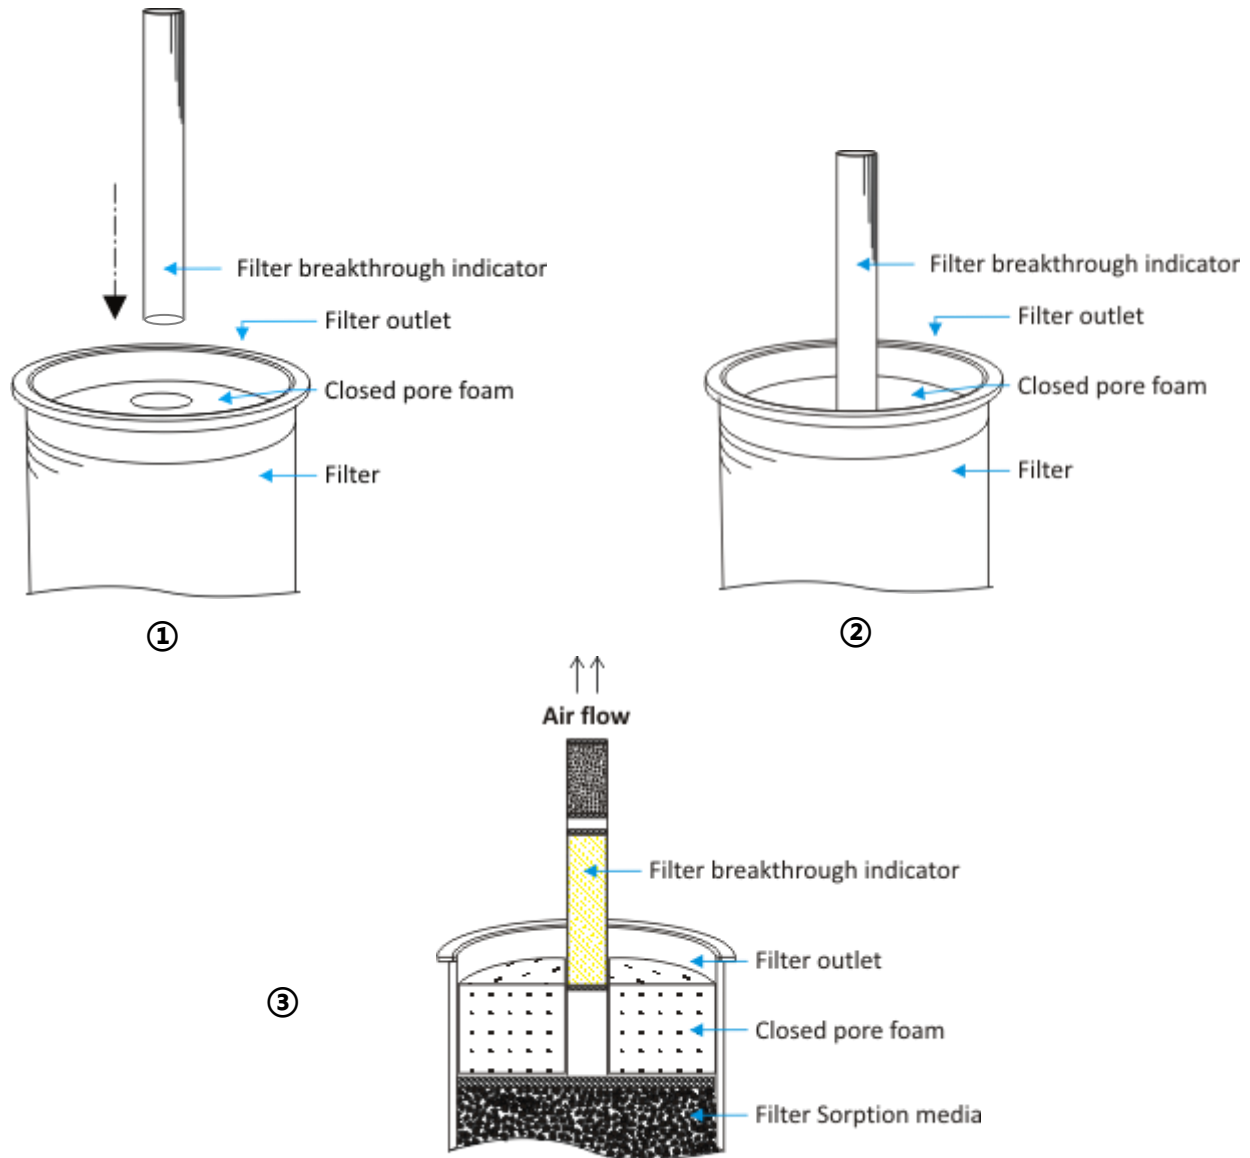 Filter breakthrough indicator
Filter outlet
Closed pore foam
Filter
①
Filter breakthrough indicator
Filter outlet
Closed pore foam
Filter
②
Air flow
Filter breakthrough indicator
Filter outlet
③
Closed pore foam
Filter Sorption media